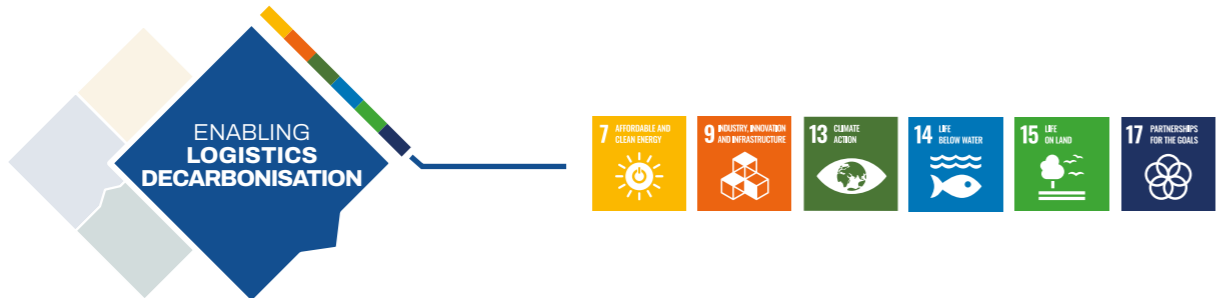 ENABLING
LOGISTICS
DECARBONISATION
7 AFFORDABLE AND
CLEAN ENERGY
9 INDUSTRY, INNOVATION
AND INFRASTRUCTURE
13 CLIMATE
ACTION
14 LIFE
BELOW WATER
15 LIFE
ON LAND
17 PARTNERSHIPS
FOR THE GOALS